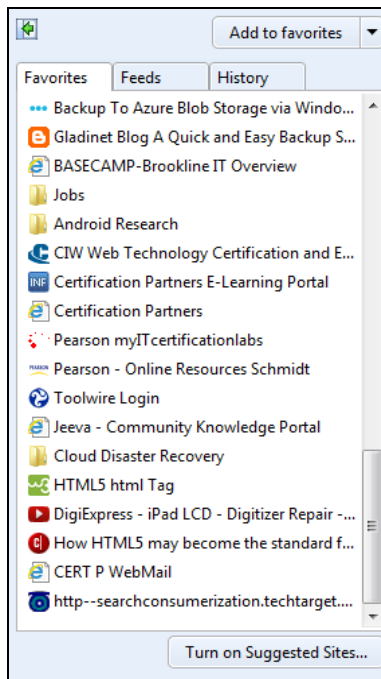 Add to favorites
Favorites Feeds History
Backup To Azure Blob Storage via Windo...
Gladinet Blog A Quick and Easy Backup S...
BASECAMP-Brookline IT Overview
Jobs
Android Research
CIW Web Technology Certification and E...
INF Certification Partners E-Learning Portal
Certification Partners
Pearson myITcertificationlabs
PEARSON Pearson - Online Resources Schmidt
Toolwire Login
Jeeva - Community Knowledge Portal
Cloud Disaster Recovery
HTML5 html Tag
DigiExpress - iPad LCD - Digitizer Repair -...
How HTML5 may become the standard f...
CERT P WebMail
http--searchconsumerization.techtarget....
Turn on Suggested Sites...